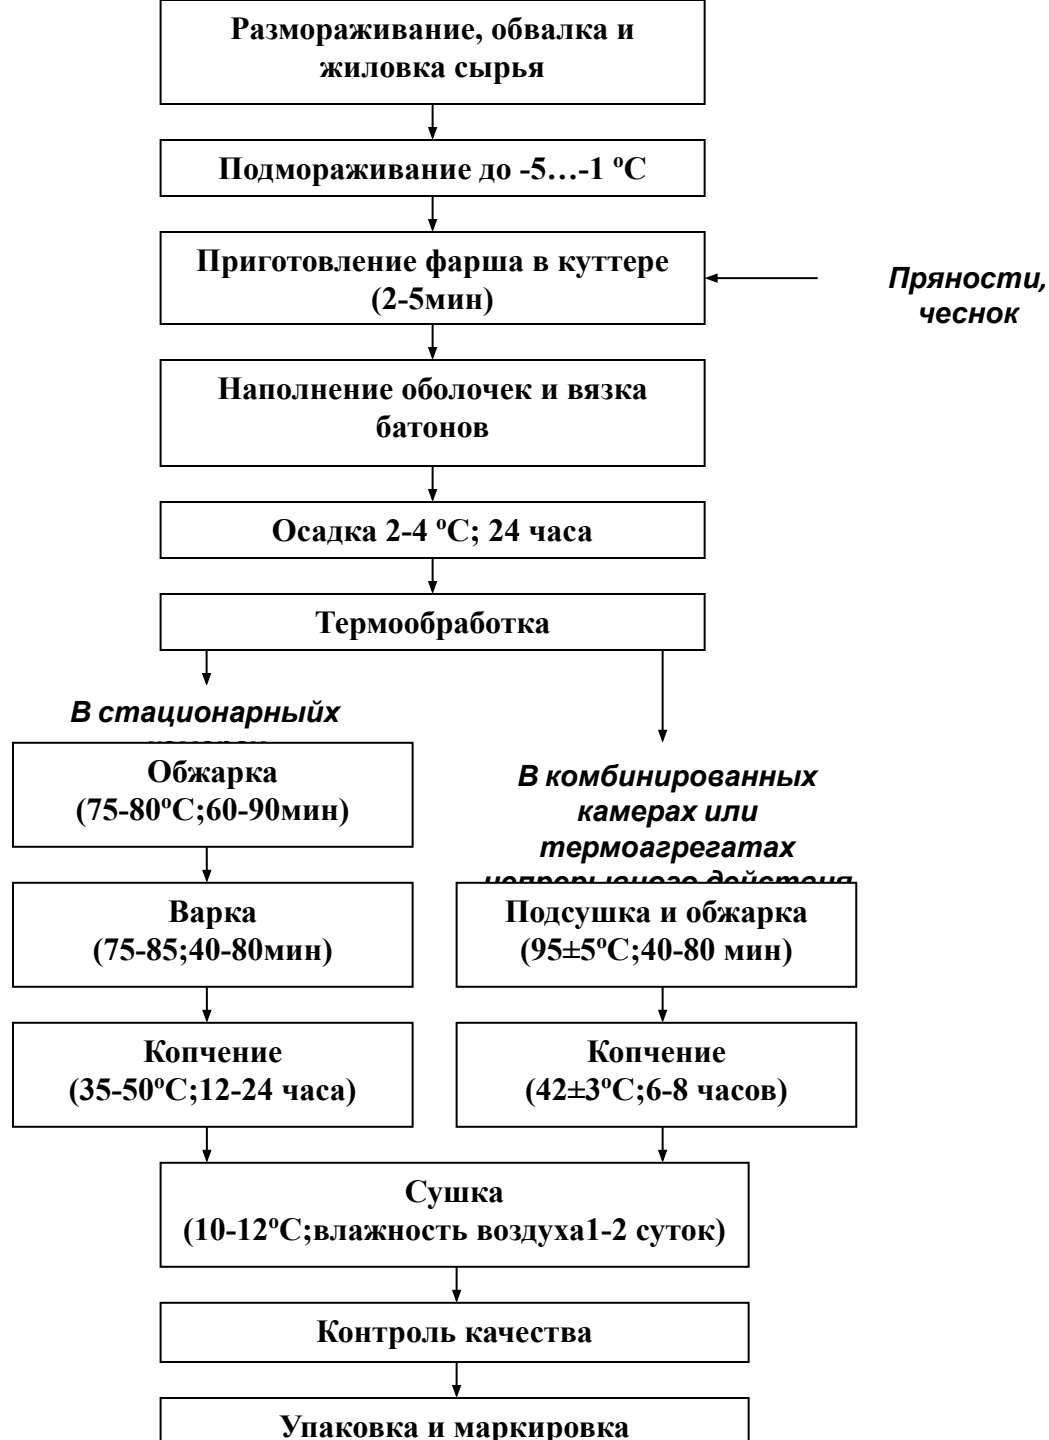 Размораживание, обвалка и
жиловка сырья
Подмораживание до -5…-1 ºС
Приготовление фарша в куттере
(2-5мин)
Пряности,
чеснок
Наполнение оболочек и вязка
батонов
Осадка 2-4 ºС; 24 часа
Термообработка
В стационарныйх
Обжарка
(75-80ºС;60-90мин)
В комбинированных
камерах или
термоагрегатах
непрерывного действия
Варка
(75-85;40-80мин)
Подсушка и обжарка
(95±5ºС;40-80 мин)
Копчение
(35-50ºС;12-24 часа)
Копчение
(42±3ºС;6-8 часов)
Сушка
(10-12ºС;влажность воздуха1-2 суток)
Контроль качества
Упаковка и маркировка